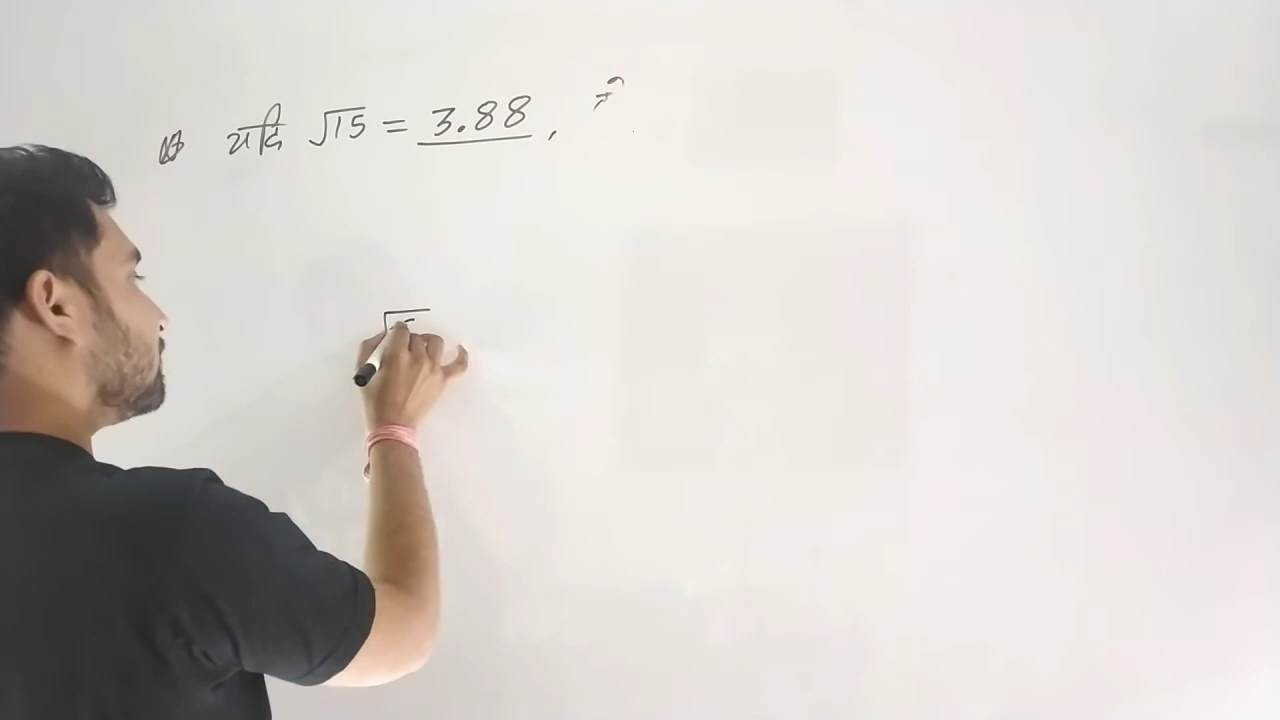 यदि √15 = 3.88,